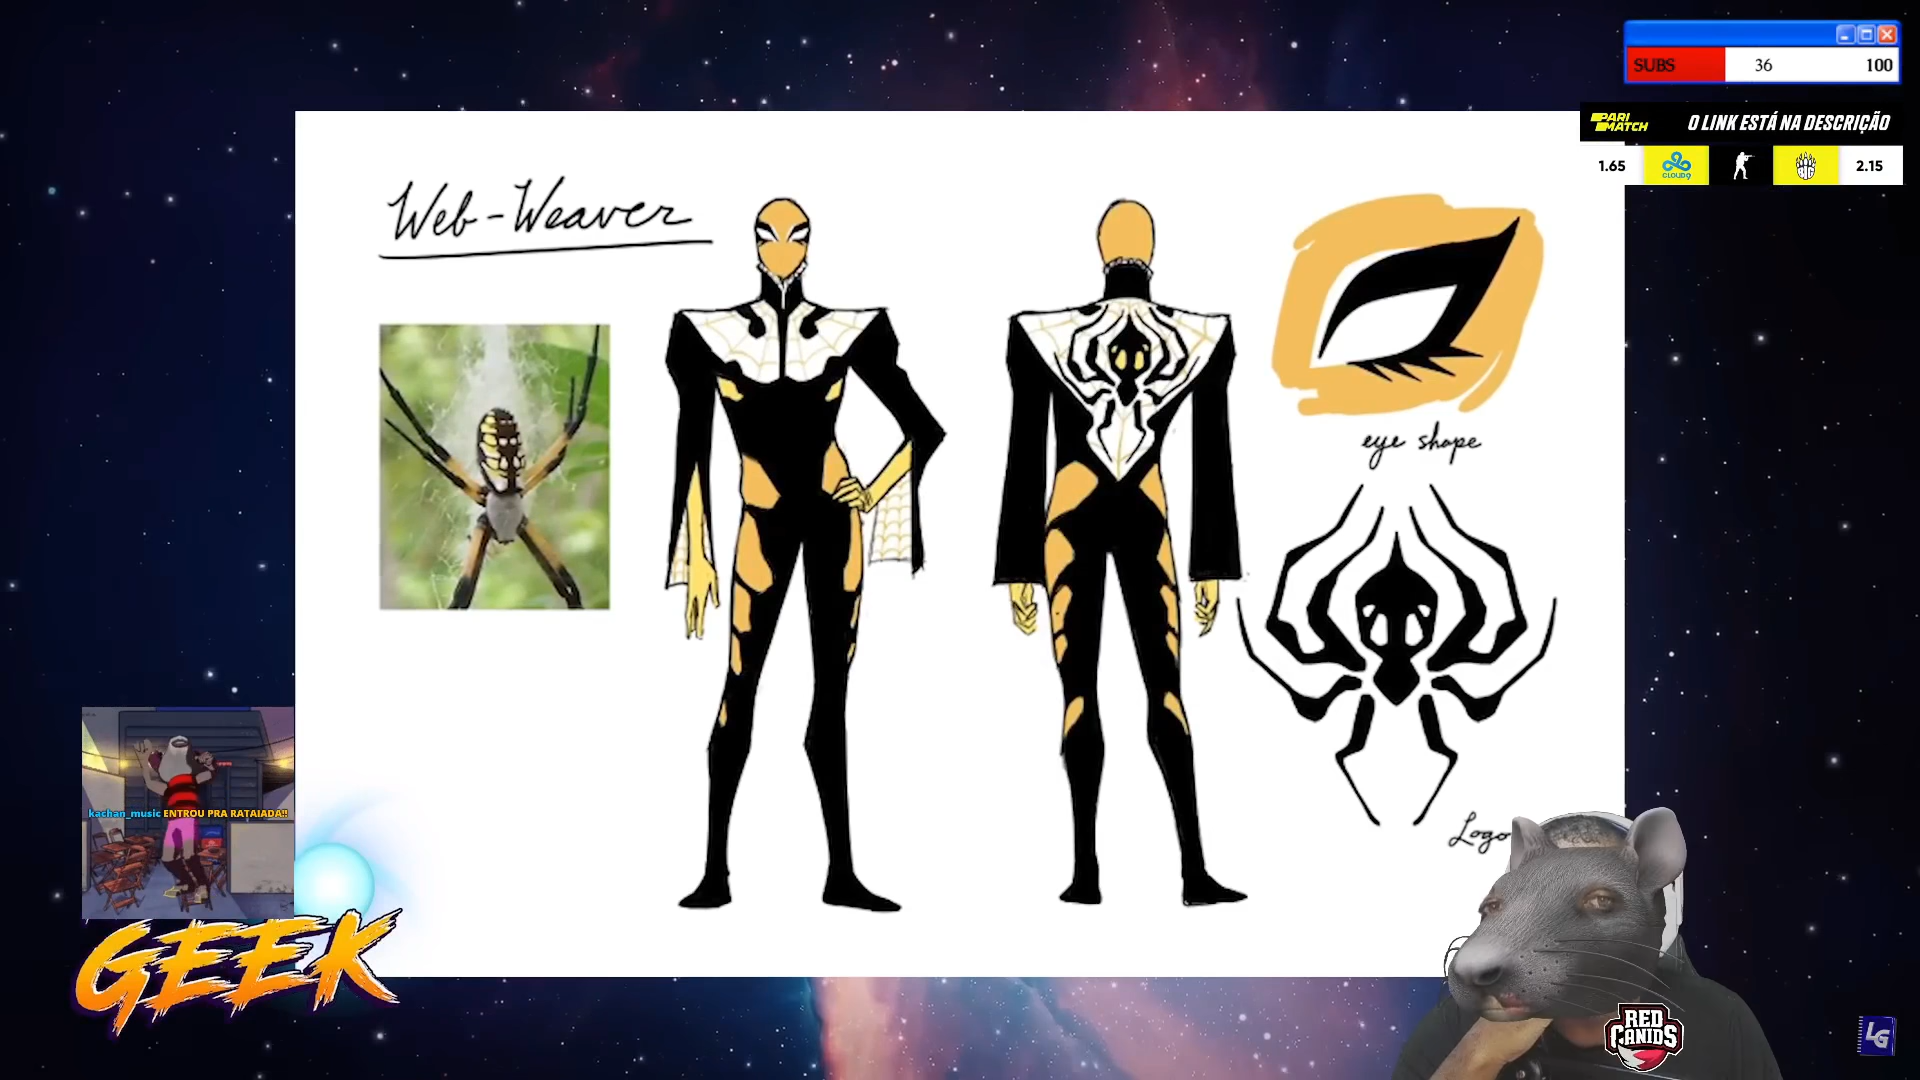 SUBS 36 100
PARI MATCH O LINK ESTÁ NA DESCRIÇÃO
1.65 CLOUD9 BIG 2.15
Web-Weaver
eye shape
Logo
kachan_music ENTROU PRA RATAIADA!!
GEEK
RED CANIDS
LG